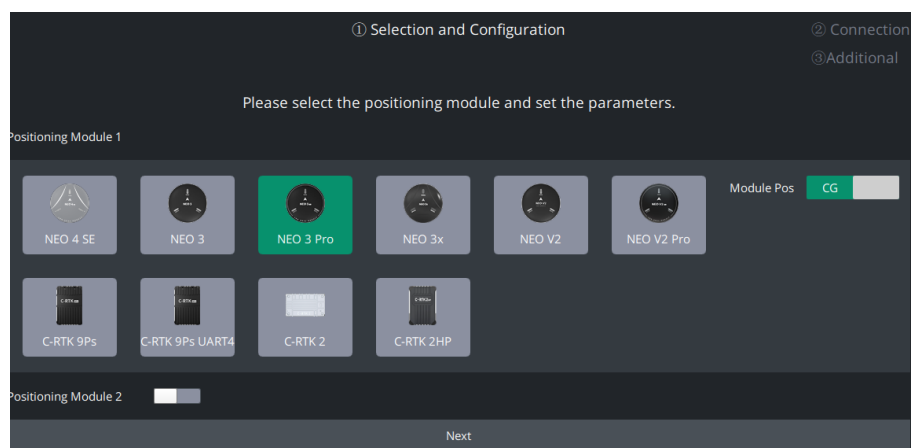 ① Selection and Configuration
② Connection
③Additional
Please select the positioning module and set the parameters.
Positioning Module 1
NEO 4 SE
NEO 3
NEO 3 Pro
NEO 3x
NEO V2
NEO V2 Pro
Module Pos
CG
C-RTK 9Ps
C-RTK 9Ps UART4
C-RTK 2
C-RTK 2HP
Positioning Module 2
Next